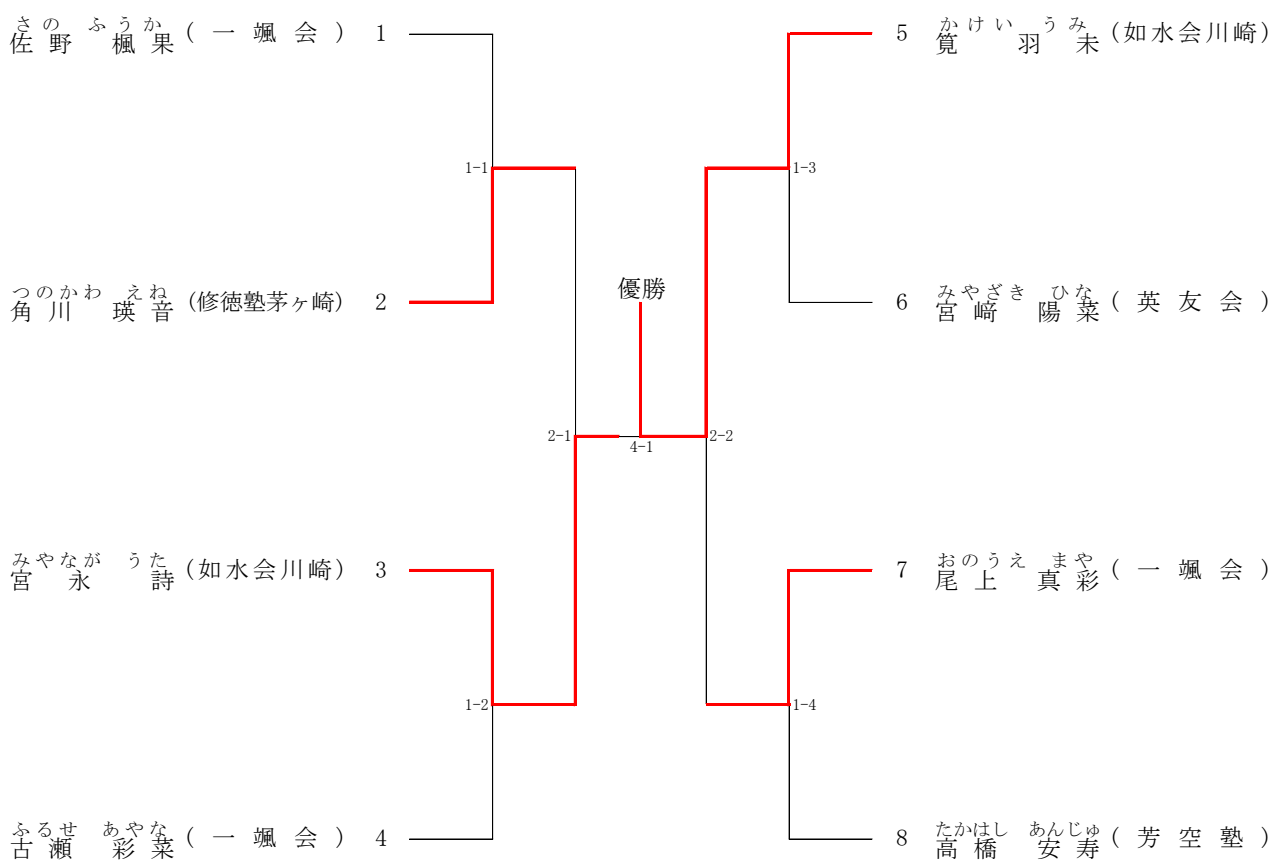 さの ふうか
佐野 楓果 (一颯会) 1
つのかわ えね
角川 瑛音 (修徳塾茅ヶ崎) 2
みやなが うた
宮永 詩 (如水会川崎) 3
ふるせ あやな
古瀬 彩菜 (一颯会) 4
1-1
1-2
2-1
優勝
4-1
2-2
1-3
1-4
かけい うみ
5 筧 羽未 (如水会川崎)
みやざき ひな
6 宮﨑 陽菜 (英友会)
おのうえ まや
7 尾上 真彩 (一颯会)
たかはし あんじゅ
8 高橋 安寿 (芳空塾)